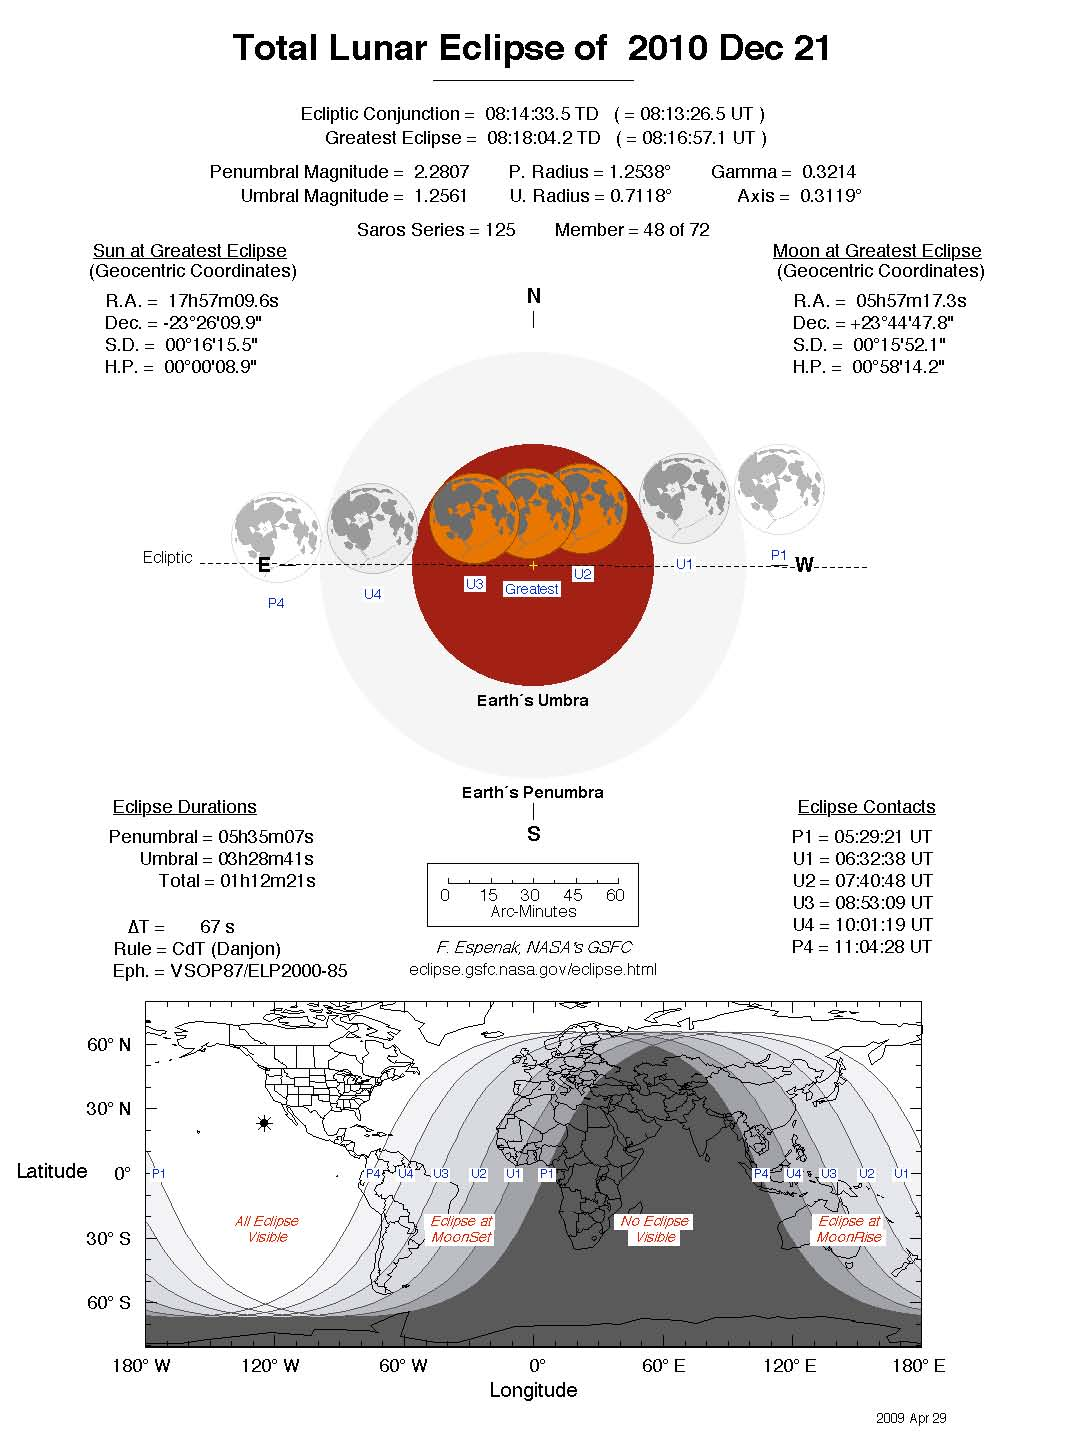 Total Lunar Eclipse of 2010 Dec 21
Ecliptic Conjunction = 08:14:33.5 TD ( = 08:13:26.5 UT )
Greatest Eclipse = 08:18:04.2 TD ( = 08:16:57.1 UT )
Penumbral Magnitude = 2.2807 P. Radius = 1.2538° Gamma = 0.3214
Umbral Magnitude = 1.2561 U. Radius = 0.7118° Axis = 0.3119°
Saros Series = 125 Member = 48 of 72
Sun at Greatest Eclipse
(Geocentric Coordinates)
R.A. = 17h57m09.6s
Dec. = -23°26'09.9"
S.D. = 00°16'15.5"
H.P. = 00°00'08.9"
Moon at Greatest Eclipse
(Geocentric Coordinates)
R.A. = 05h57m17.3s
Dec. = +23°44'47.8"
S.D. = 00°15'52.1"
H.P. = 00°58'14.2"
N
Ecliptic
E
W
P4
U4
U3
Greatest
U2
U1
P1
Earth´s Umbra
Earth´s Penumbra
S
Eclipse Durations
Penumbral = 05h35m07s
Umbral = 03h28m41s
Total = 01h12m21s
ΔT = 67 s
Rule = CdT (Danjon)
Eph. = VSOP87/ELP2000-85
0 15 30 45 60
Arc-Minutes
F. Espenak, NASA's GSFC
eclipse.gsfc.nasa.gov/eclipse.html
Eclipse Contacts
P1 = 05:29:21 UT
U1 = 06:32:38 UT
U2 = 07:40:48 UT
U3 = 08:53:09 UT
U4 = 10:01:19 UT
P4 = 11:04:28 UT
60° N
30° N
Latitude 0°
30° S
60° S
P1 P4 U4 U3 U2 U1 P1 P4 U4 U3 U2 U1
All Eclipse
Visible
Eclipse at
MoonSet
No Eclipse
Visible
Eclipse at
MoonRise
180° W 120° W 60° W 0° 60° E 120° E 180° E
Longitude
2009 Apr 29